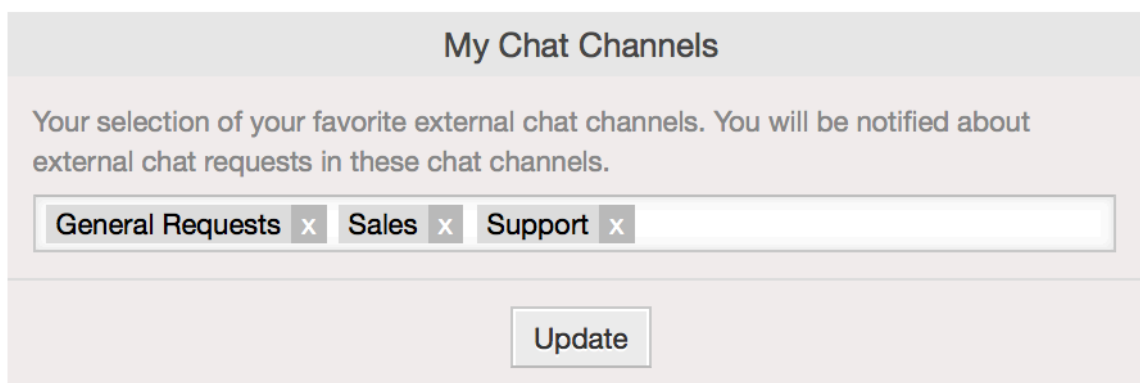 My Chat Channels
Your selection of your favorite external chat channels. You will be notified about
external chat requests in these chat channels.
General Requests x Sales x Support x
Update